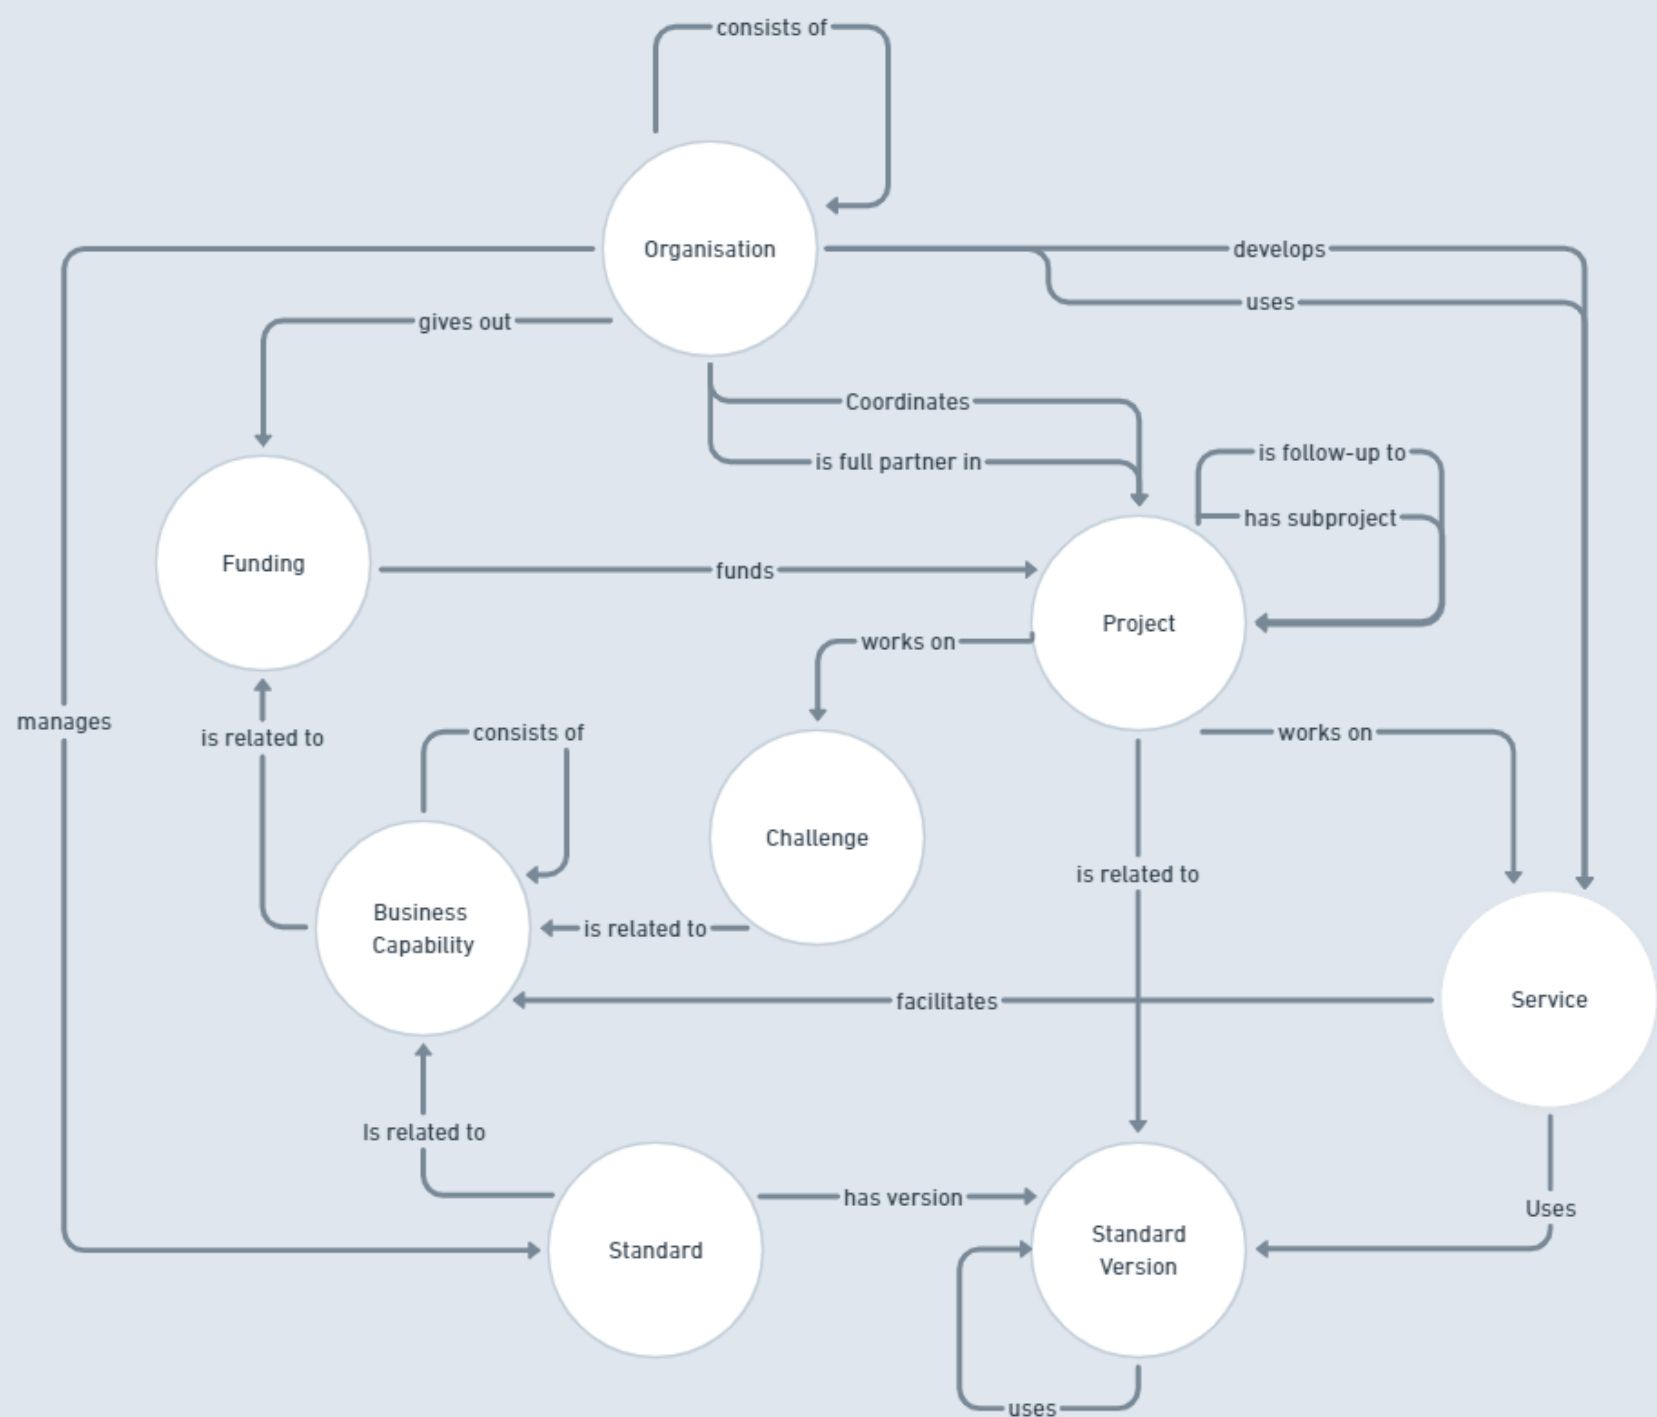 consists of
Organisation
develops
uses
gives out
Coordinates
is full partner in
is follow-up to
has subproject
Funding
funds
Project
works on
manages
is related to
consists of
works on
Challenge
is related to
Business
Capability
is related to
facilitates
Service
Is related to
has version
Uses
Standard
Standard
Version
uses